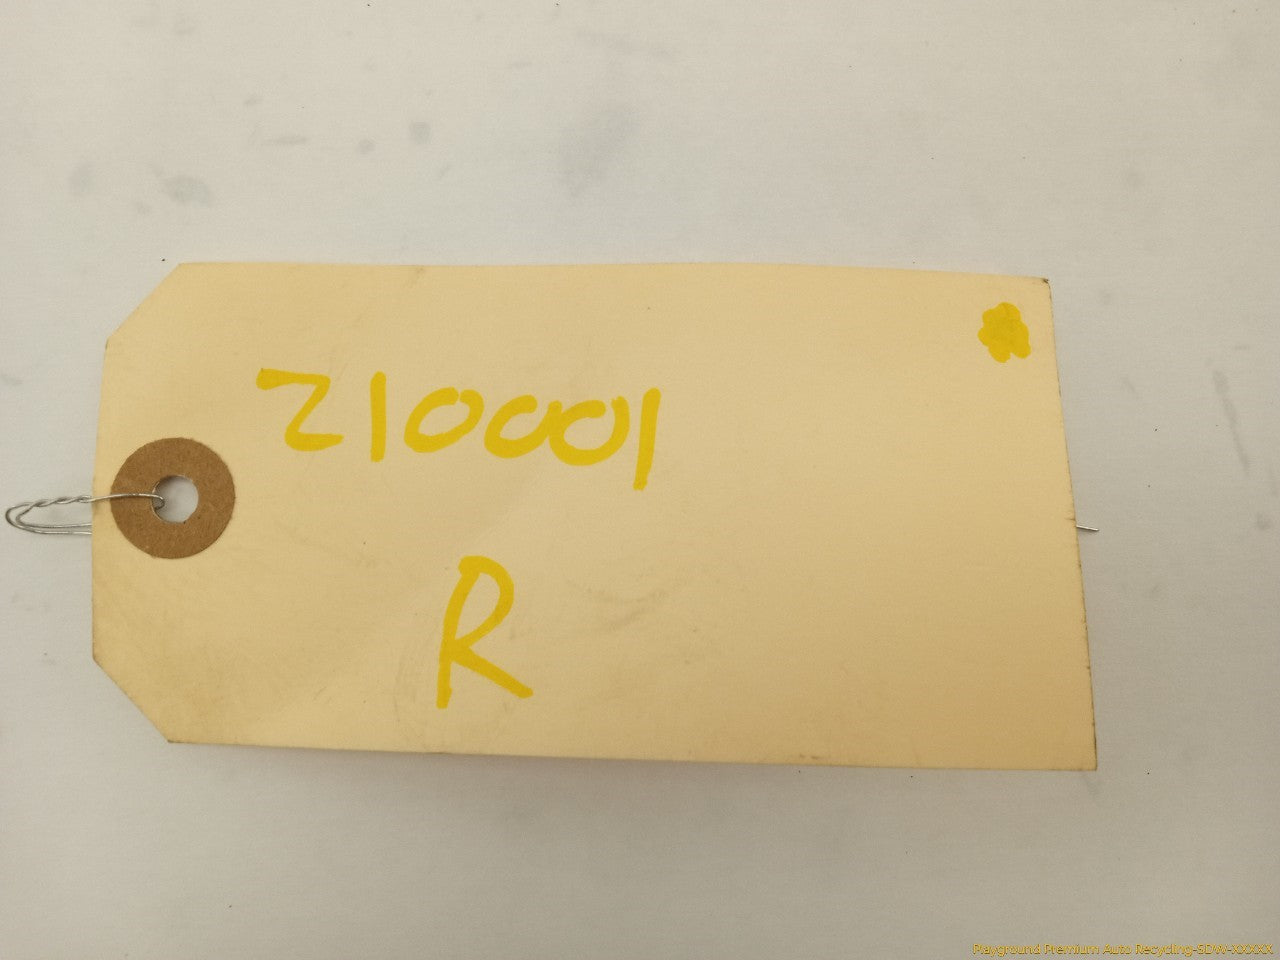 210001
R
Playground Premium Auto Recycling-SDW-XXXXX